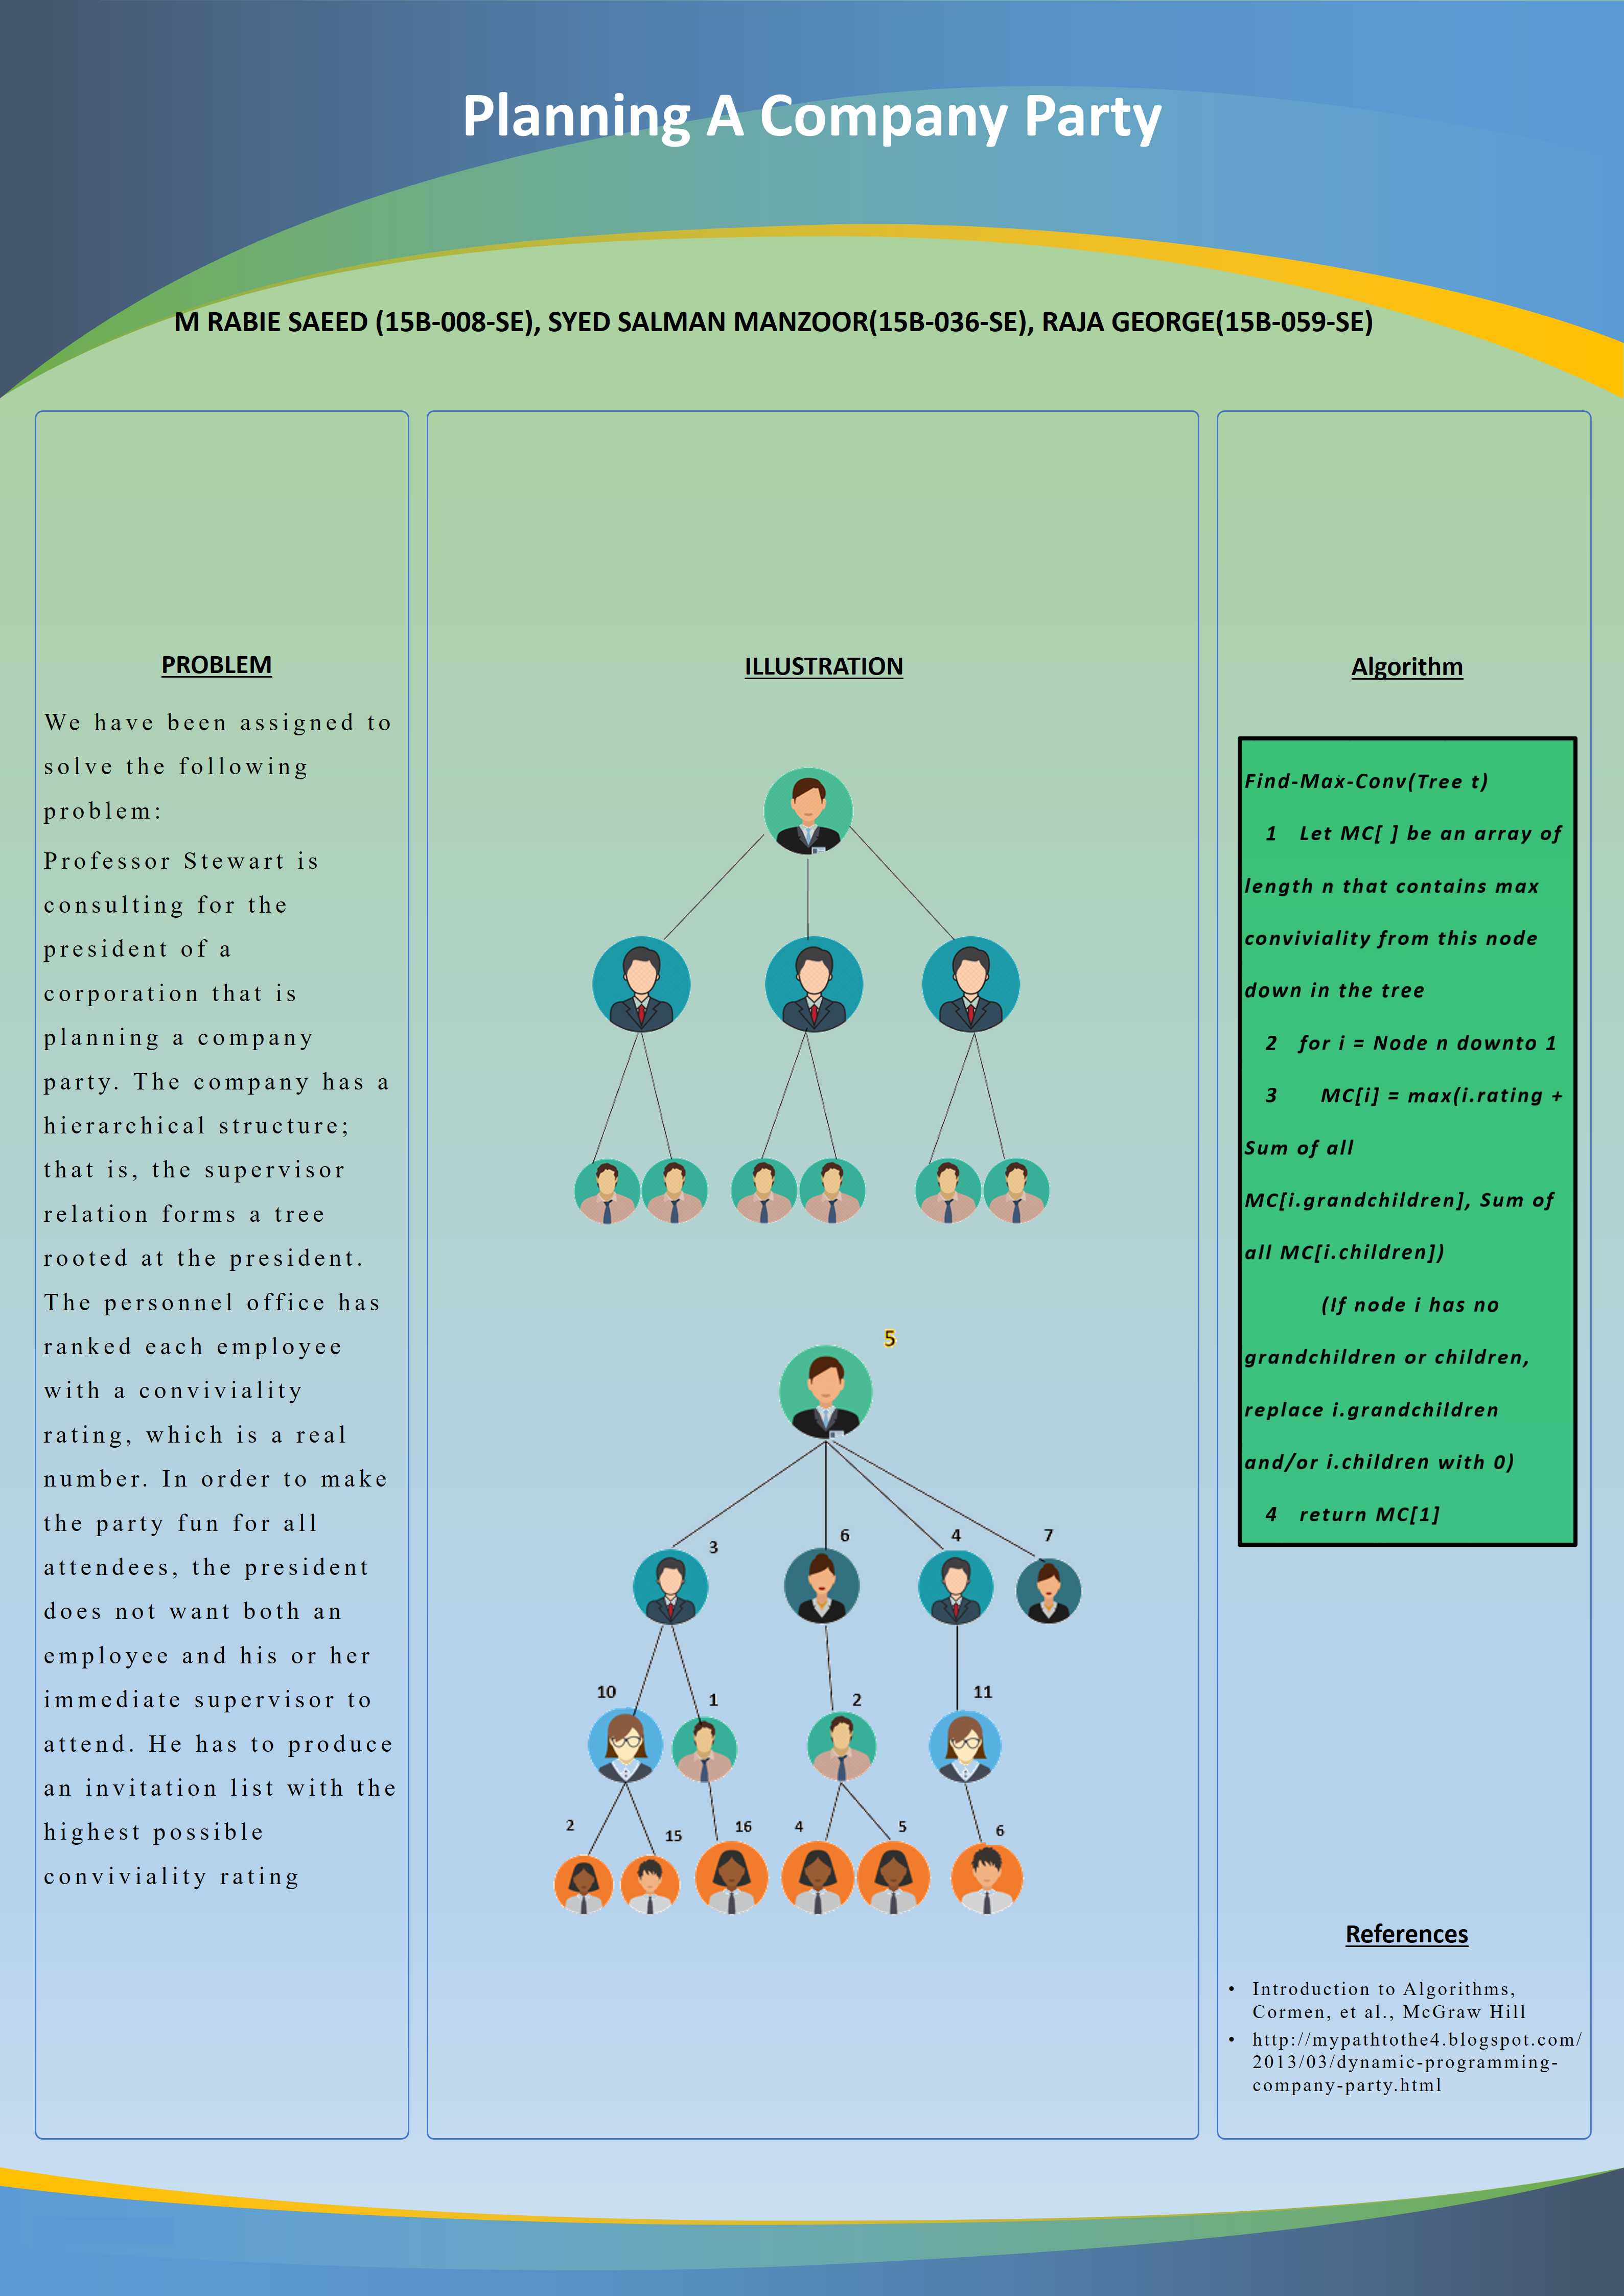 Planning A Company Party
M RABIE SAEED (15B-008-SE), SYED SALMAN MANZOOR(15B-036-SE), RAJA GEORGE(15B-059-SE)
PROBLEM
We have been assigned to
solve the following
problem:
Professor Stewart is
consulting for the
president of a
corporation that is
planning a company
party. The company has a
hierarchical structure;
that is, the supervisor
relation forms a tree
rooted at the president.
The personnel office has
ranked each employee
with a conviviality
rating, which is a real
number. In order to make
the party fun for all
attendees, the president
does not want both an
employee and his or her
immediate supervisor to
attend. He has to produce
an invitation list with the
highest possible
conviviality rating
ILLUSTRATION
5
3 6 4 7
10 1 2 11
2 15 16 4 5 6
Algorithm
Find-Max-Conv(Tree t)
1 Let MC[ ] be an array of
length n that contains max
conviviality from this node
down in the tree
2 for i = Node n downto 1
3 MC[i] = max(i.rating +
Sum of all
MC[i.grandchildren], Sum of
all MC[i.children])
(If node i has no
grandchildren or children,
replace i.grandchildren
and/or i.children with 0)
4 return MC[1]
References
• Introduction to Algorithms,
Cormen, et al., McGraw Hill
• http://mypathtothe4.blogspot.com/
2013/03/dynamic-programming-
company-party.html